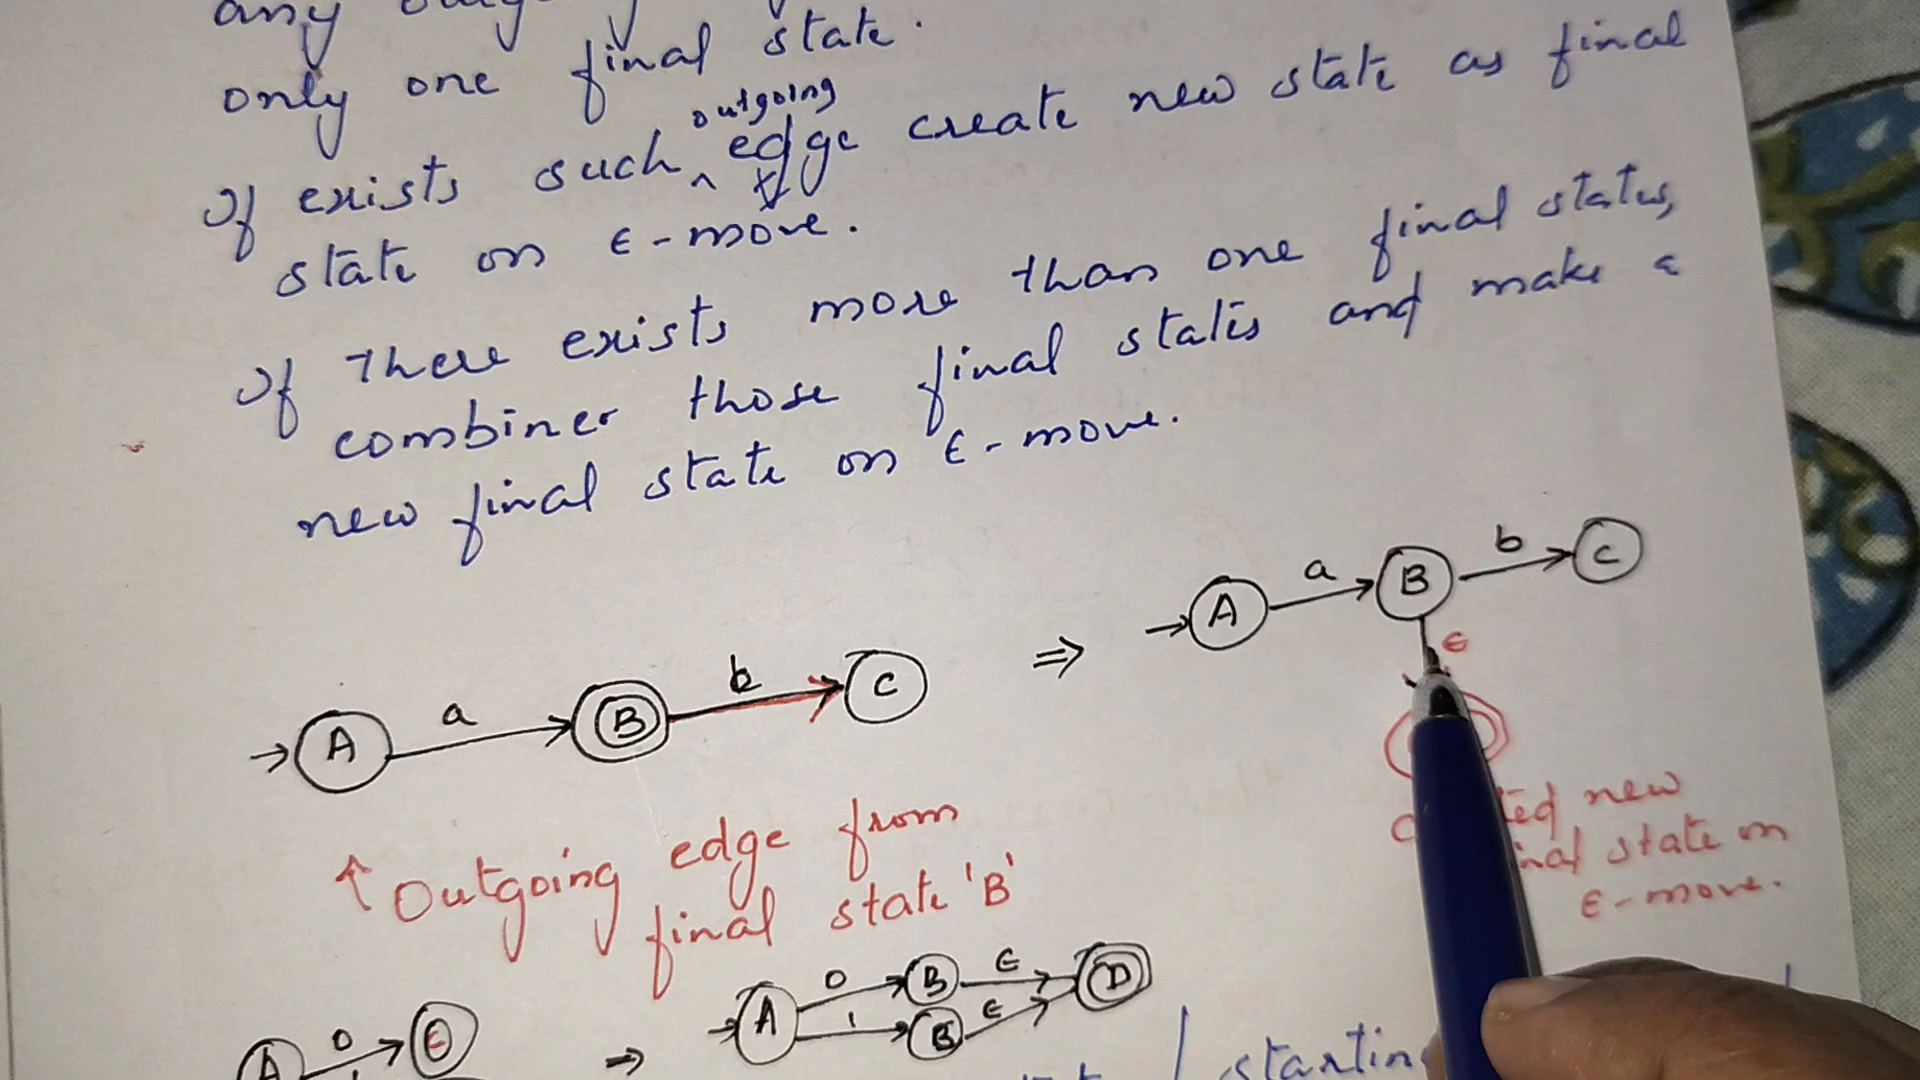 any
only one final state.
outgoing
If exists such ^ edge create new state as final
state on ε-move.
If there exists more than one final states,
combiner those final states and make a
new final state on ε-move.
→ A a B b C ⇒ → A a B b C
ε
new
state on
ε-move.
↑ Outgoing edge from
final state 'B'
A 0 ⇒ → A 0 B ε D
1 B ε